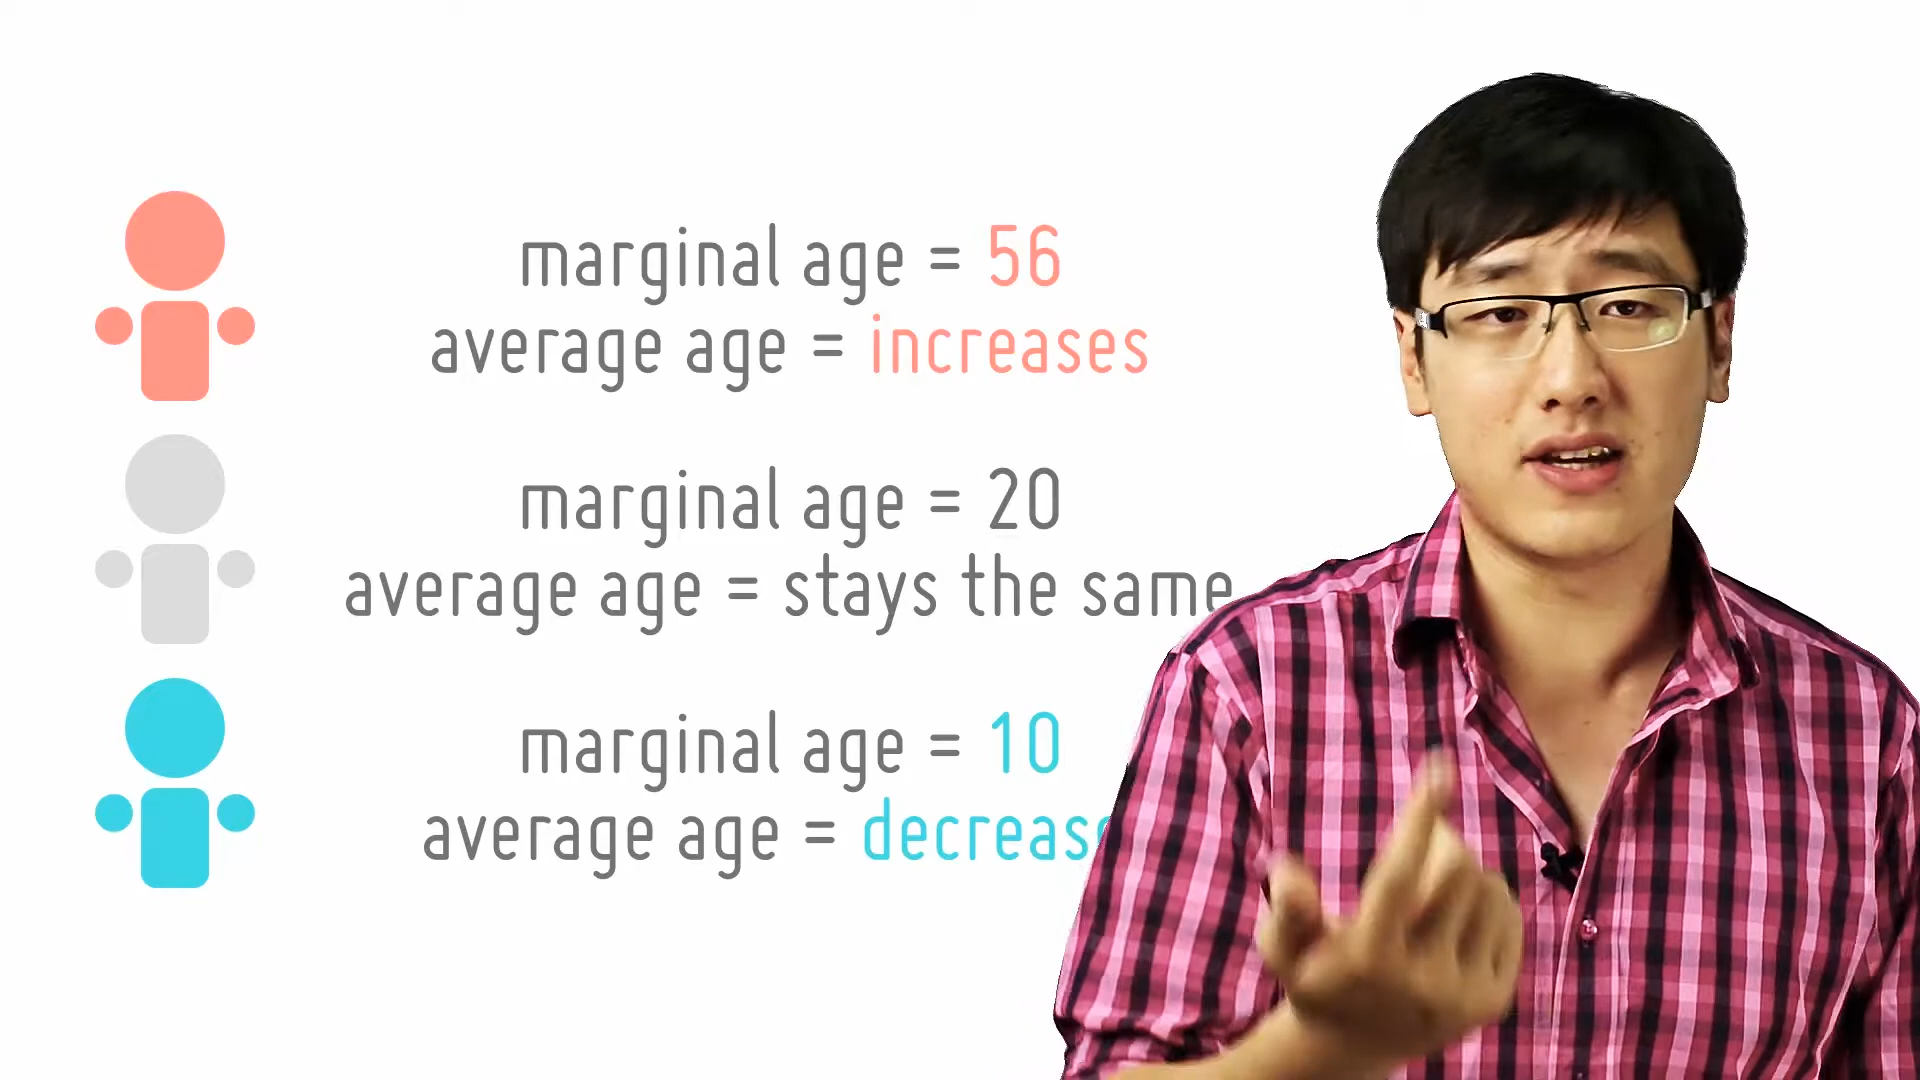 marginal age = 56
average age = increases
marginal age = 20
average age = stays the same
marginal age = 10
average age =